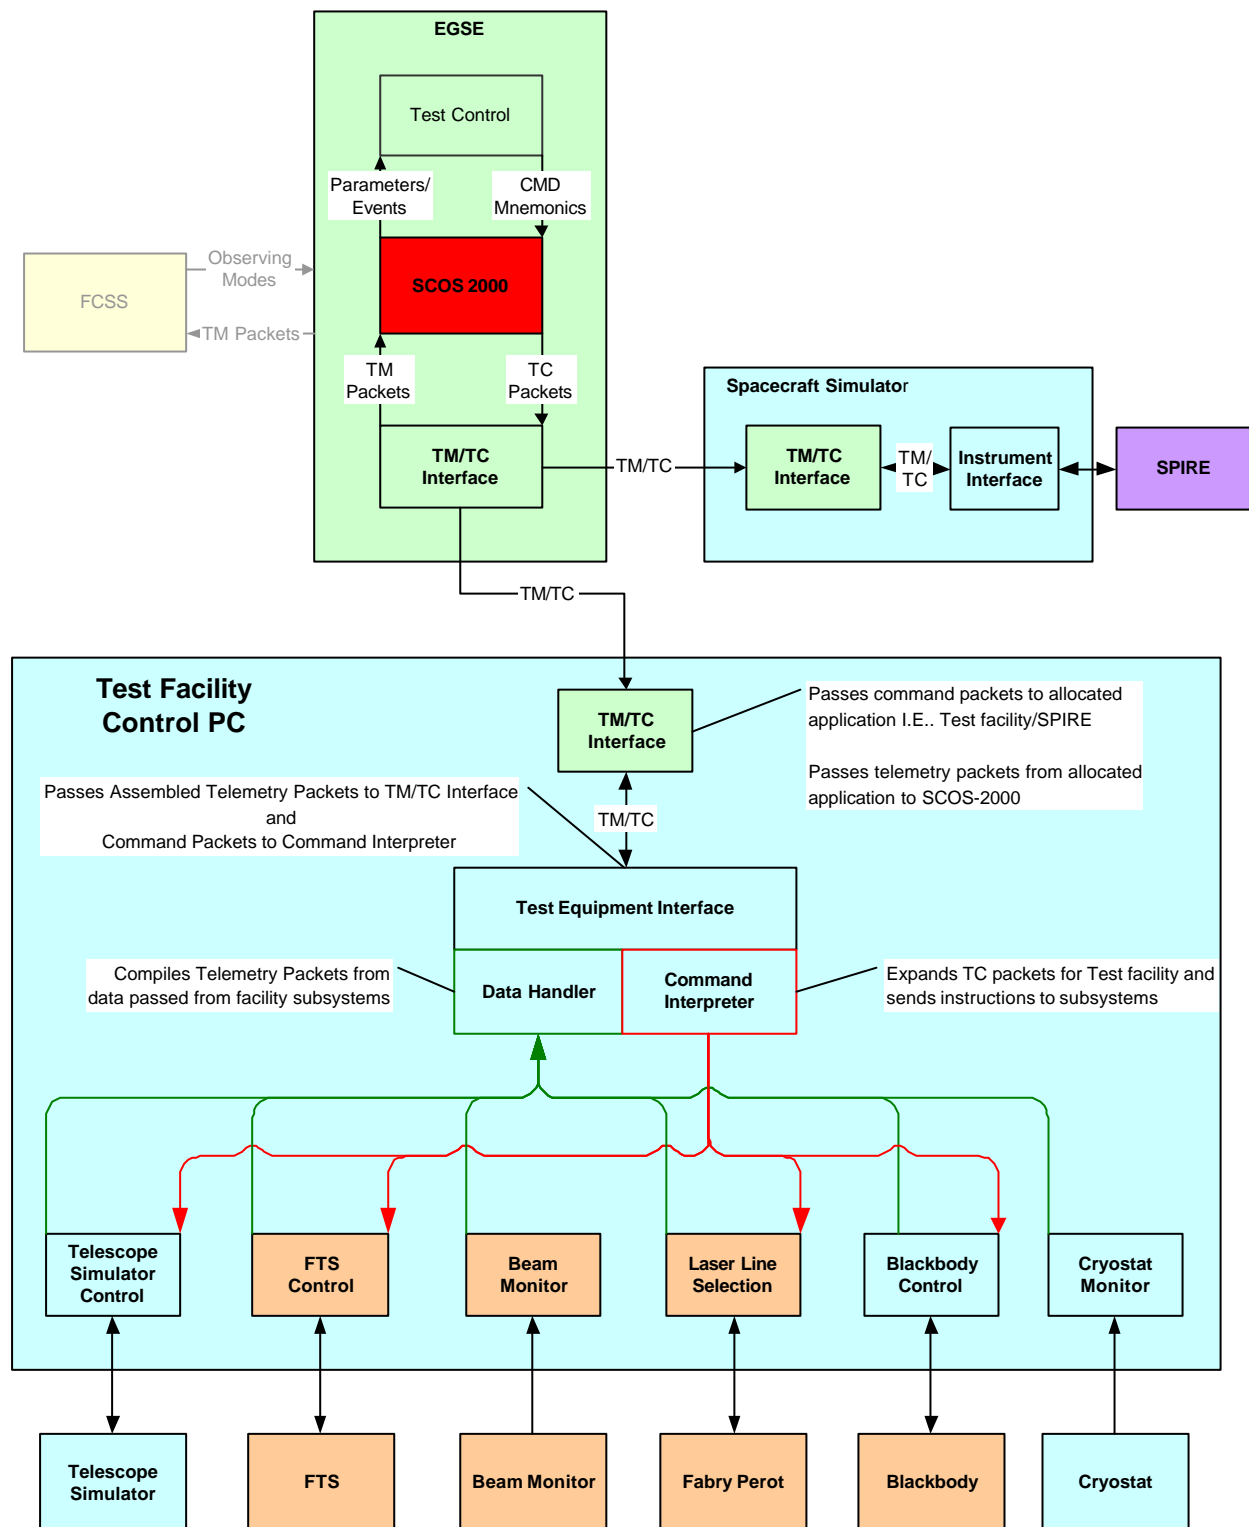 EGSE
Test Control
Parameters/
Events
CMD
Mnemonics
Observing
Modes
FCSS
SCOS 2000
TM Packets
TM
Packets
TC
Packets
Spacecraft Simulator
TM/TC
Interface
TM/TC
TM/TC
Interface
TM/
TC
Instrument
Interface
SPIRE
TM/TC
Test Facility
Control PC
TM/TC
Interface
Passes command packets to allocated
application I.E.. Test facility/SPIRE
Passes telemetry packets from allocated
application to SCOS-2000
Passes Assembled Telemetry Packets to TM/TC Interface
and
Command Packets to Command Interpreter
TM/TC
Test Equipment Interface
Compiles Telemetry Packets from
data passed from facility subsystems
Data Handler
Command
Interpreter
Expands TC packets for Test facility and
sends instructions to subsystems
Telescope
Simulator
Control
FTS
Control
Beam
Monitor
Laser Line
Selection
Blackbody
Control
Cryostat
Monitor
Telescope
Simulator
FTS
Beam Monitor
Fabry Perot
Blackbody
Cryostat